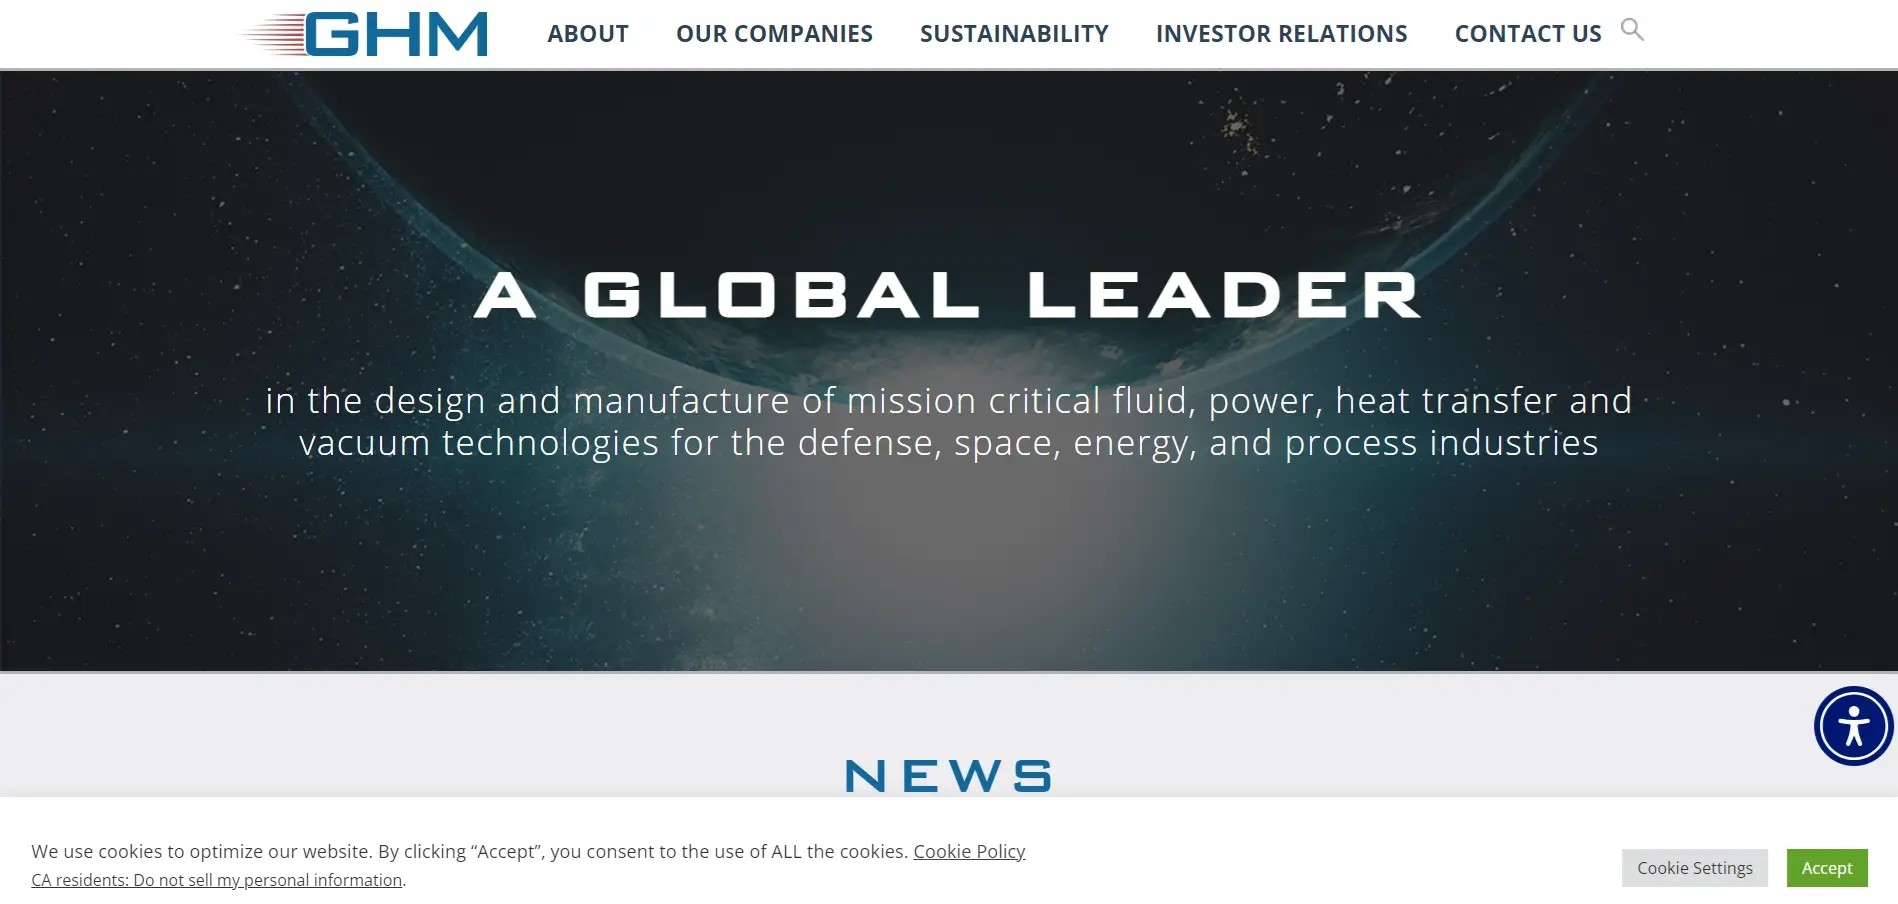 GHM
ABOUT
OUR COMPANIES
SUSTAINABILITY
INVESTOR RELATIONS
CONTACT US
A GLOBAL LEADER
in the design and manufacture of mission critical fluid, power, heat transfer and
vacuum technologies for the defense, space, energy, and process industries
NEWS
We use cookies to optimize our website. By clicking “Accept”, you consent to the use of ALL the cookies. Cookie Policy
CA residents: Do not sell my personal information.
Cookie Settings
Accept